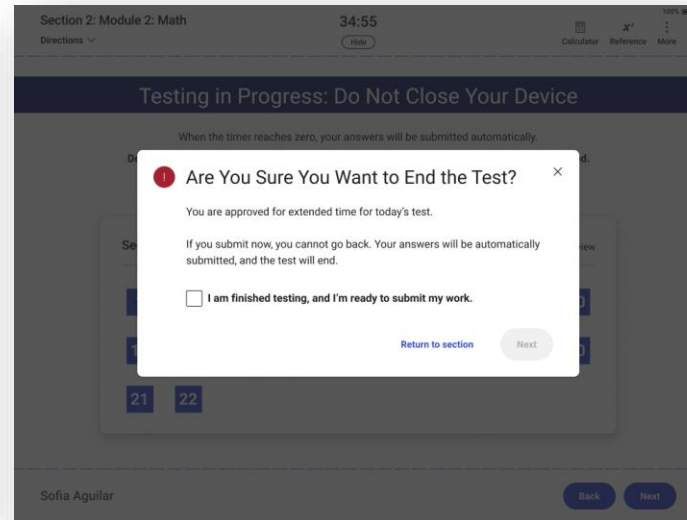 Section 2: Module 2: Math
34:55
100%
Directions
Hide
Calculator Reference More
Testing in Progress: Do Not Close Your Device
When the timer reaches zero, your answers will be submitted automatically.
Are You Sure You Want to End the Test?
You are approved for extended time for today's test.
If you submit now, you cannot go back. Your answers will be automatically
submitted, and the test will end.
I am finished testing, and I'm ready to submit my work.
Return to section Next
21 22
Sofia Aguilar
Back Next